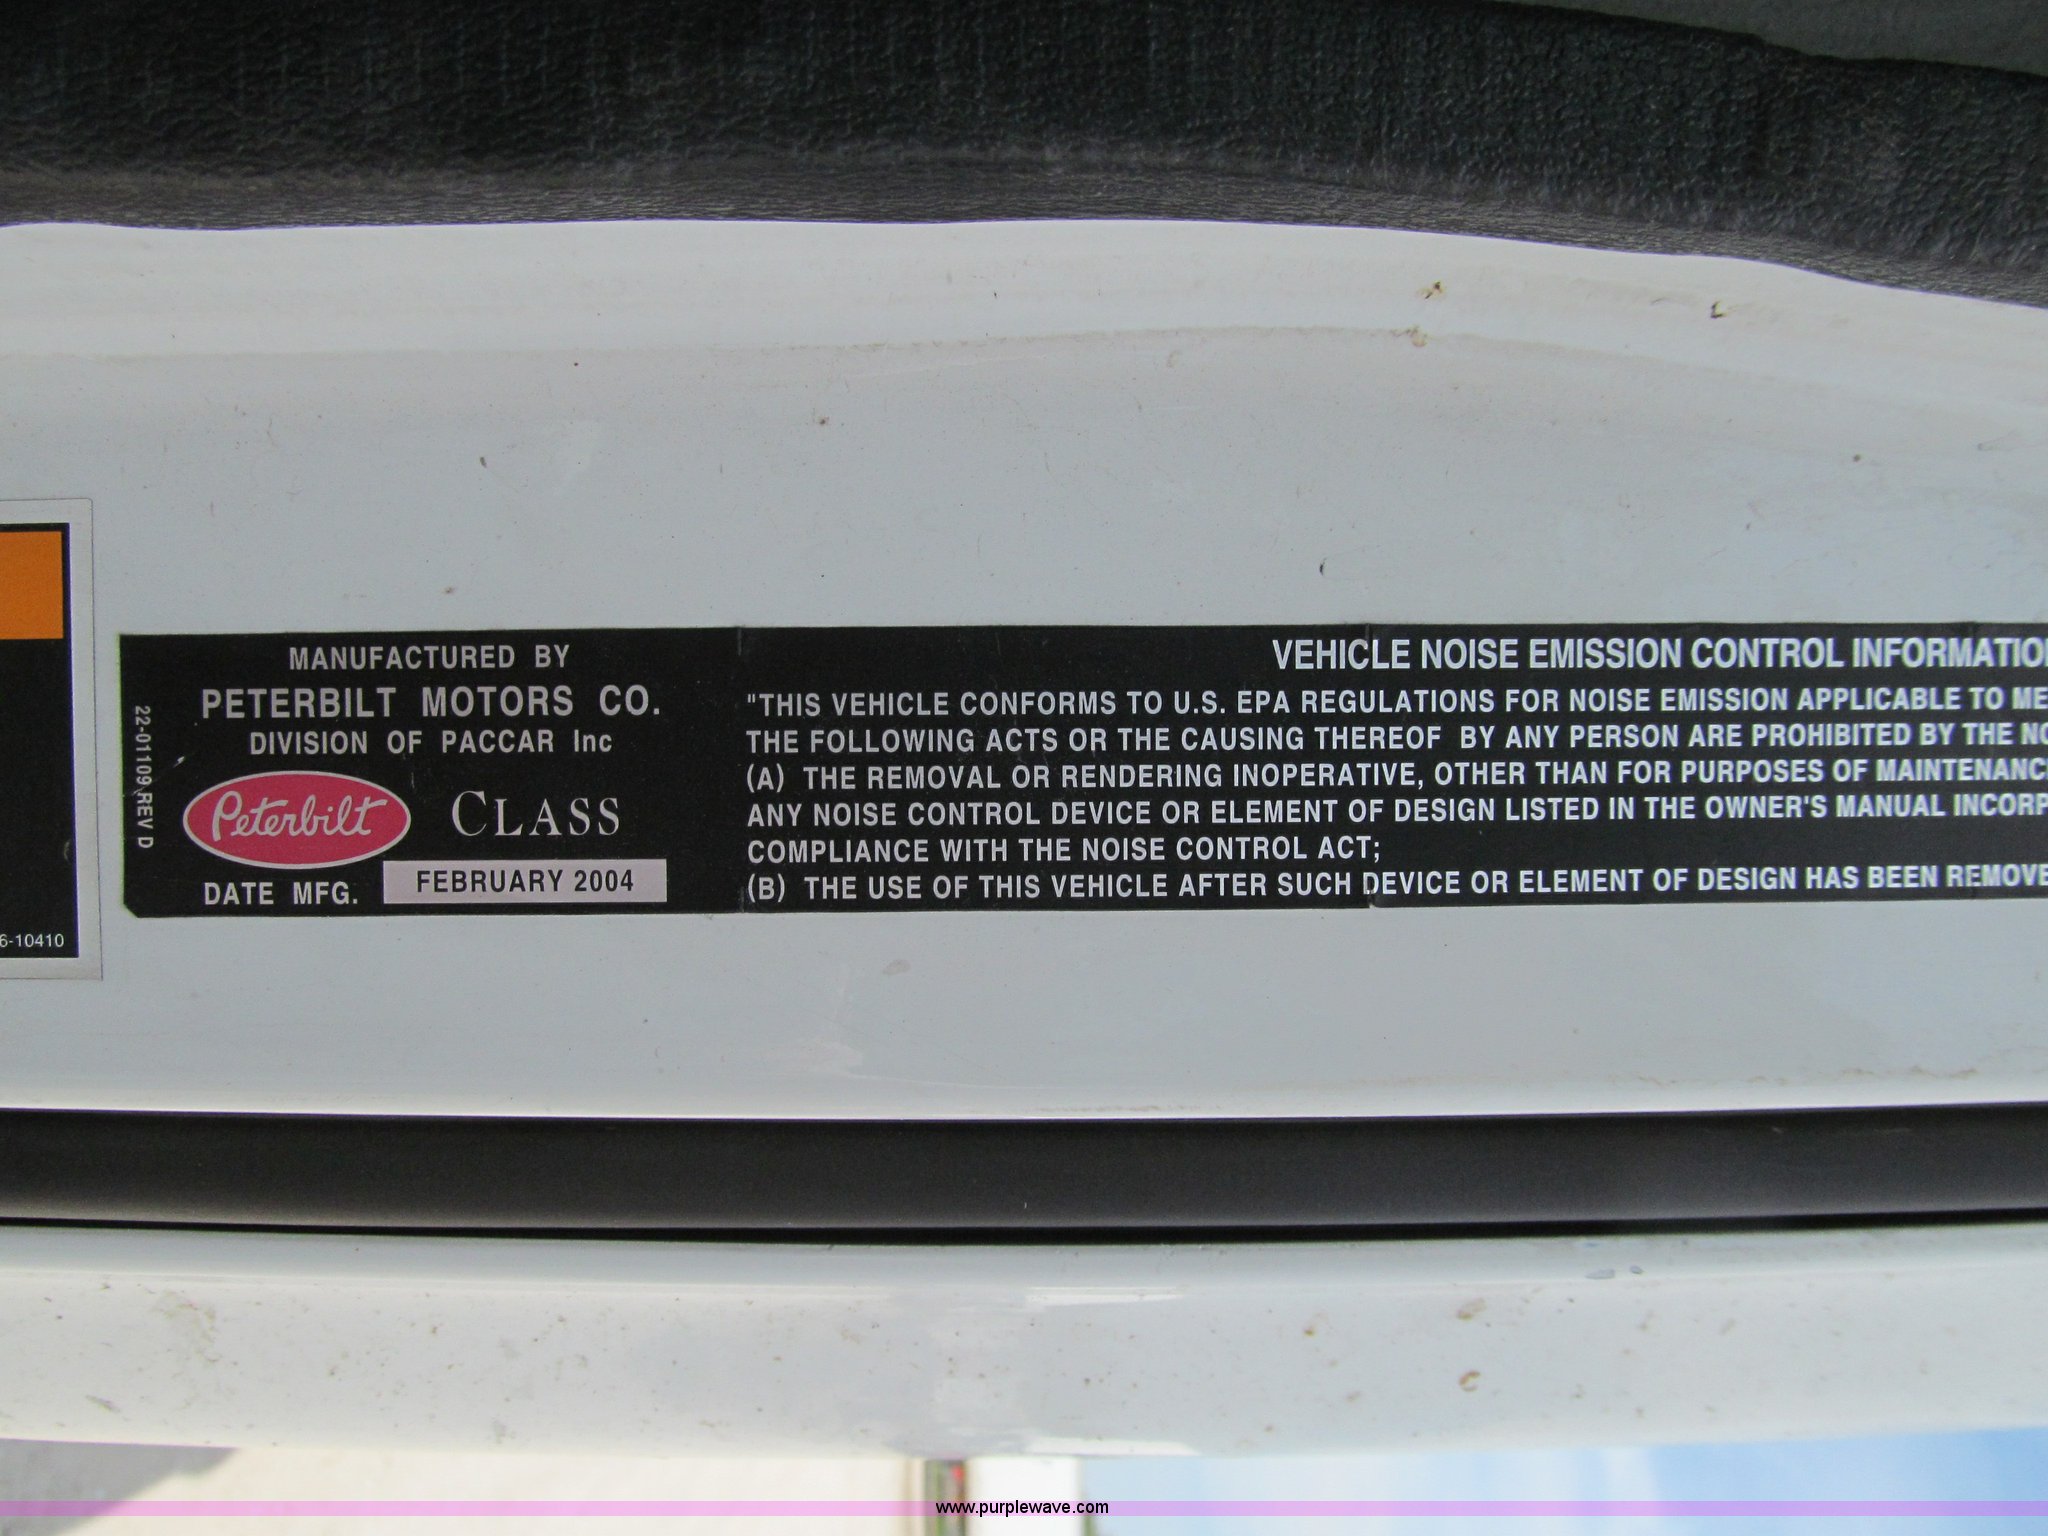 MANUFACTURED BY
PETERBILT MOTORS CO.
DIVISION OF PACCAR Inc
Peterbilt CLASS
DATE MFG. FEBRUARY 2004
22-01109 REV D
6-10410
VEHICLE NOISE EMISSION CONTROL INFORMATIO
"THIS VEHICLE CONFORMS TO U.S. EPA REGULATIONS FOR NOISE EMISSION APPLICABLE TO ME
THE FOLLOWING ACTS OR THE CAUSING THEREOF BY ANY PERSON ARE PROHIBITED BY THE NO
(A) THE REMOVAL OR RENDERING INOPERATIVE, OTHER THAN FOR PURPOSES OF MAINTENANC
ANY NOISE CONTROL DEVICE OR ELEMENT OF DESIGN LISTED IN THE OWNER'S MANUAL INCORP
COMPLIANCE WITH THE NOISE CONTROL ACT;
(B) THE USE OF THIS VEHICLE AFTER SUCH DEVICE OR ELEMENT OF DESIGN HAS BEEN REMOVE
www.purplewave.com